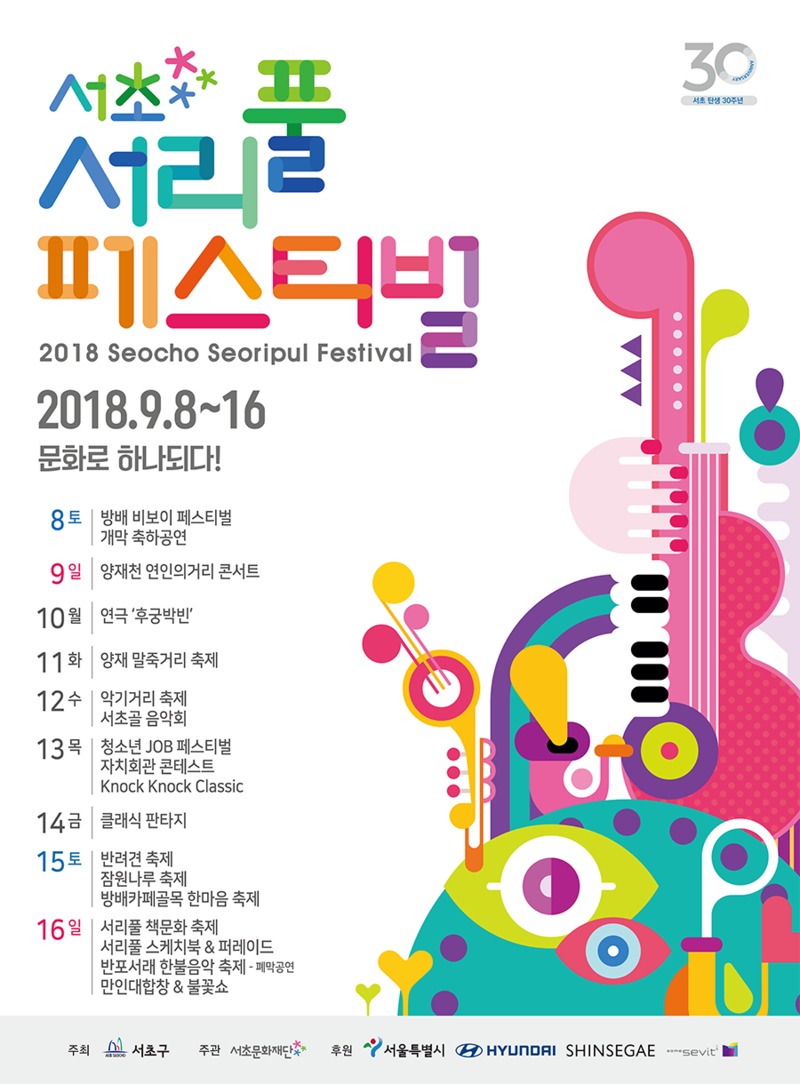 서초
서리풀
페스티벌
2018 Seocho Seoripul Festival
30
ANNIVERSARY
서초 탄생 30주년
2018.9.8~16
문화로 하나되다!
8 토 방배 비보이 페스티벌
개막 축하공연
9 일 양재천 연인의거리 콘서트
10 월 연극 ‘후궁박빈’
11 화 양재 말죽거리 축제
12 수 악기거리 축제
서초골 음악회
13 목 청소년 JOB 페스티벌
자치회관 콘테스트
Knock Knock Classic
14 금 클래식 판타지
15 토 반려견 축제
잠원나루 축제
방배카페골목 한마음 축제
16 일 서리풀 책문화 축제
서리풀 스케치북 & 퍼레이드
반포서래 한불음악 축제 - 폐막공연
만인대합창 & 불꽃쇼
주최 서초 SEOCHO 서초구 주관 서초문화재단 후원 서울특별시 HYUNDAI SHINSEGAE sevit